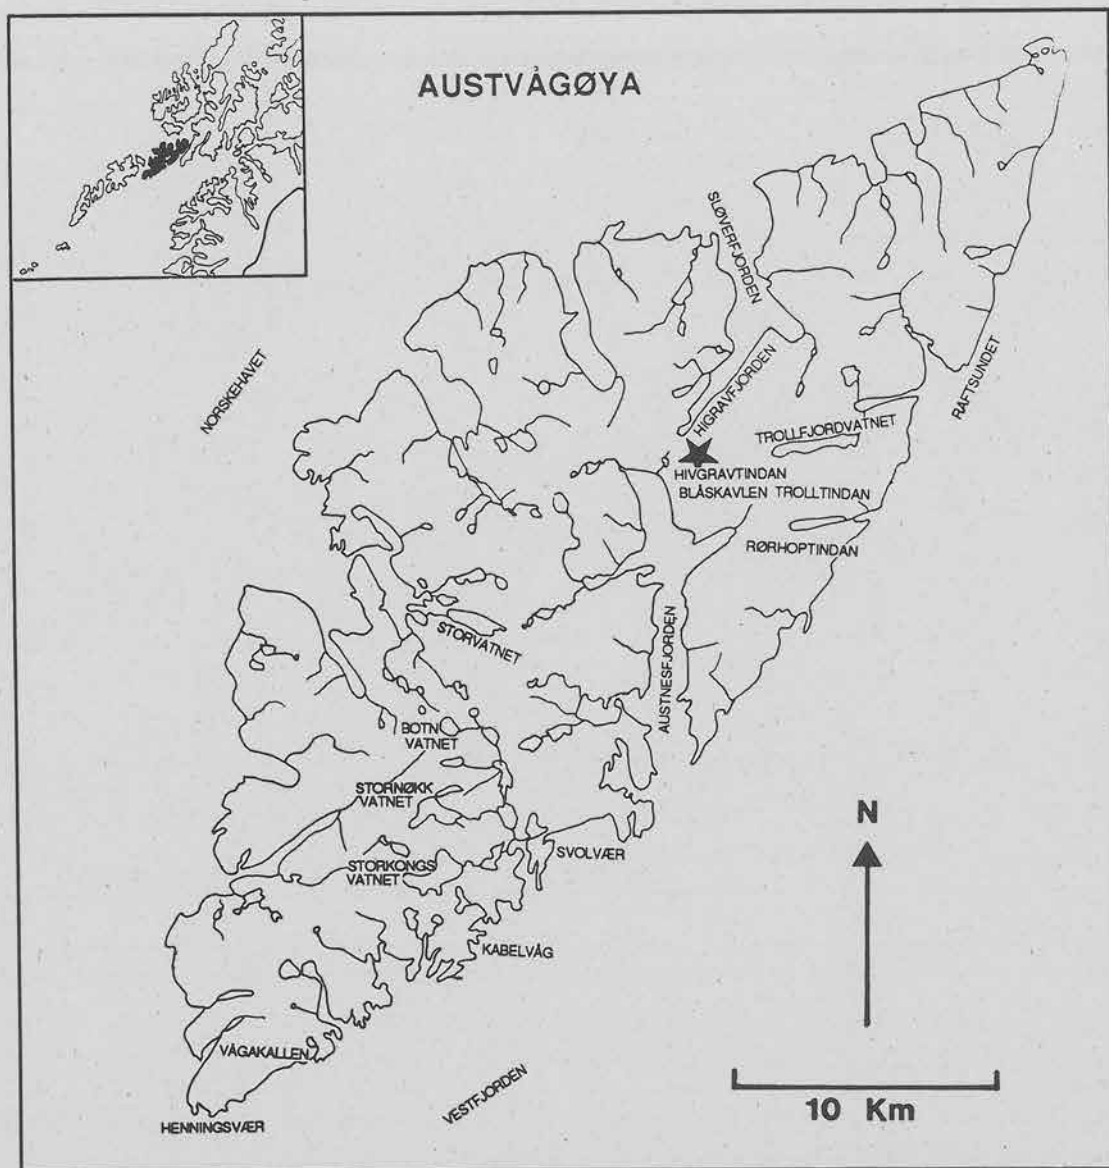 AUSTVÅGØYA
SLØVERFJORDEN
NORSKEHAVET
HIGRAVFJORDEN
RAFTSUNDET
TROLLFJORDVATNET
HIVGRAVTINDAN
BLÅSKAVLEN TROLLTINDAN
RØRHOPTINDAN
STORVATNET
AUSTNESFJORDEN
BOTN
VATNET
STORNØKK
VATNET
N
SVOLVÆR
STORKONGS
VATNET
KABELVÅG
VÅGAKALLEN
VESTFJORDEN
10 Km
HENNINGSVÆR